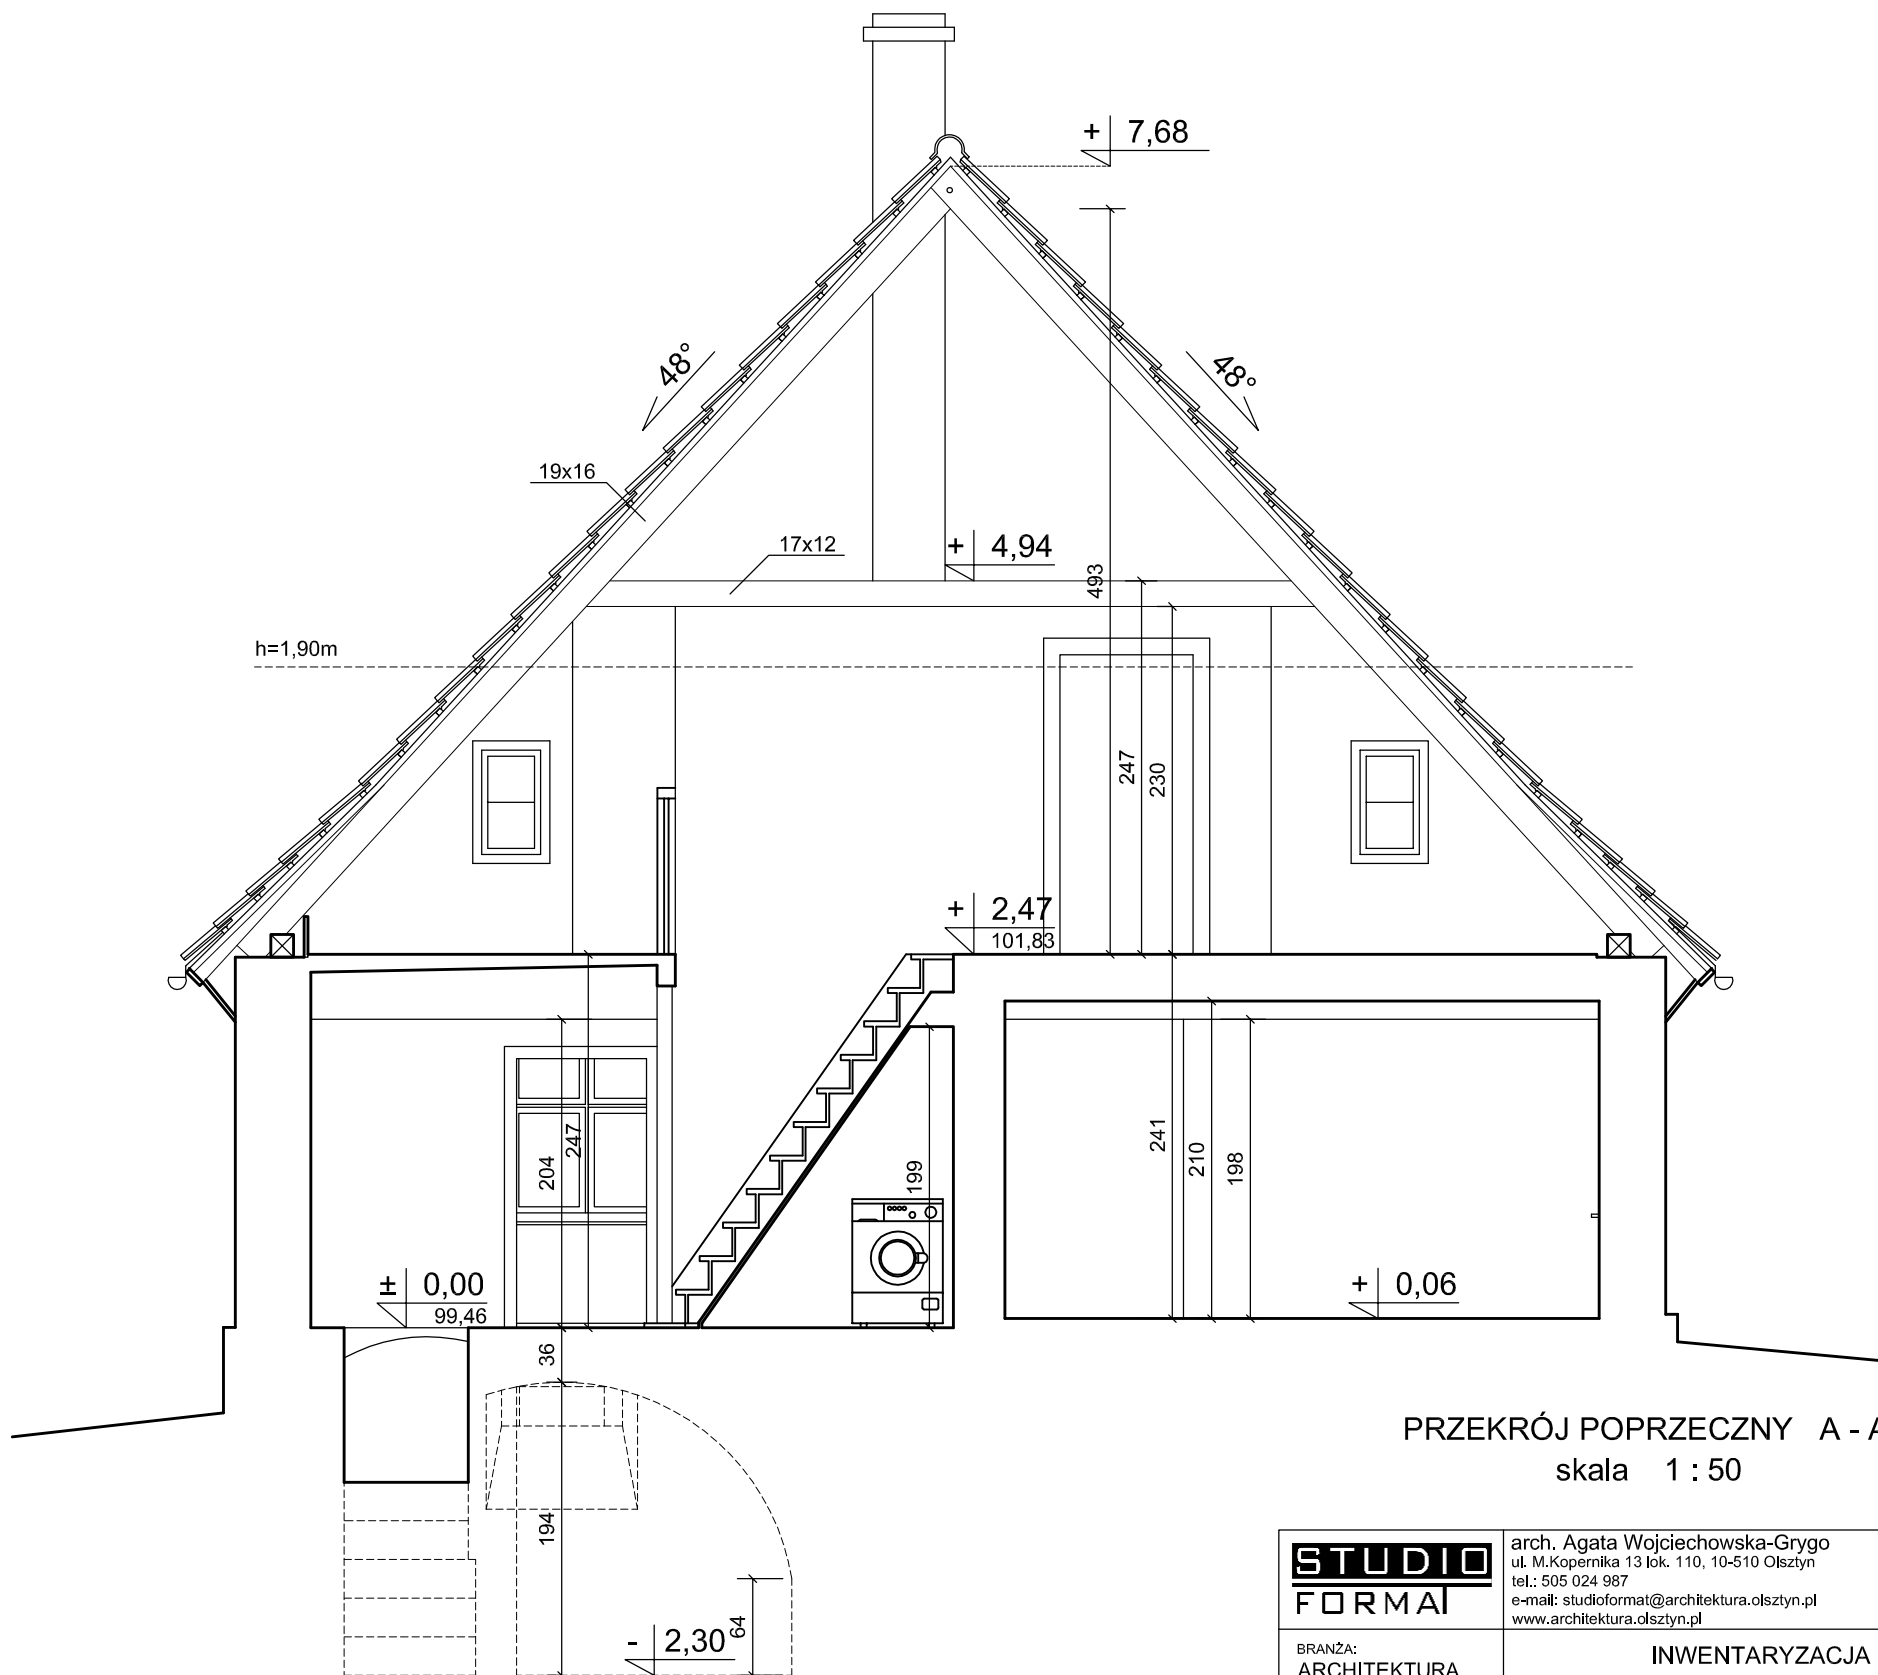 + 7,68
48°
48°
19x16
17x12
+ 4,94
493
h=1,90m
247
230
+ 2,47
101,83
204
247
199
241
210
198
± 0,00
99,46
+ 0,06
36
194
64
- 2,30
PRZEKRÓJ POPRZECZNY A - A
skala 1 : 50
STUDIO
FORMAT
arch. Agata Wojciechowska-Grygo
ul. M.Kopernika 13 lok. 110, 10-510 Olsztyn
tel.: 505 024 987
e-mail: studioformat@architektura.olsztyn.pl
www.architektura.olsztyn.pl
BRANŻA:
ARCHITEKTURA
INWENTARYZACJA